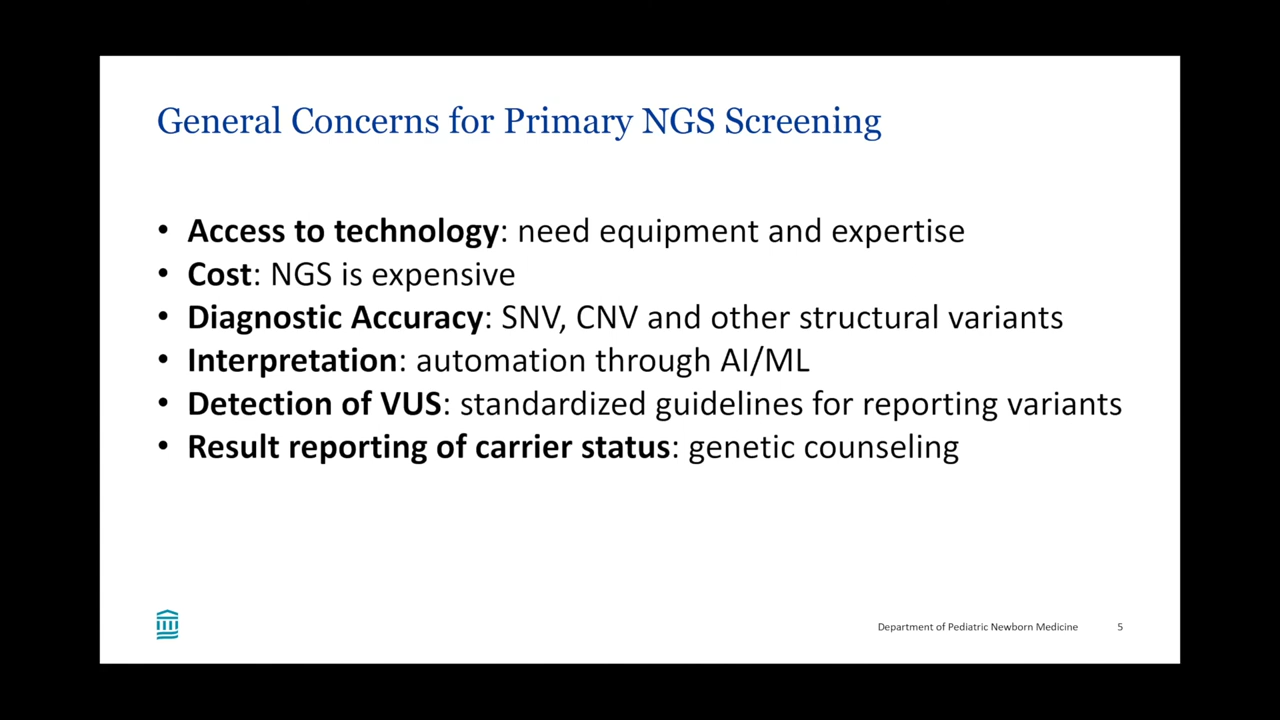 General Concerns for Primary NGS Screening
• Access to technology: need equipment and expertise
• Cost: NGS is expensive
• Diagnostic Accuracy: SNV, CNV and other structural variants
• Interpretation: automation through AI/ML
• Detection of VUS: standardized guidelines for reporting variants
• Result reporting of carrier status: genetic counseling
Department of Pediatric Newborn Medicine 5